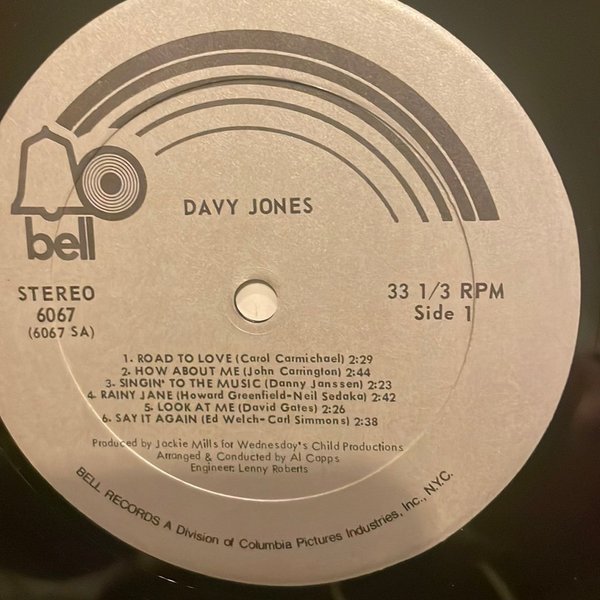 DAVY JONES
bell
STEREO
6067
(6067 SA)
33 1/3 RPM
Side 1
1. ROAD TO LOVE (Carol Carmichael) 2:29
2. HOW ABOUT ME (John Carrington) 2:44
3. SINGIN' TO THE MUSIC (Danny Janssen) 2:23
4. RAINY JANE (Howard Greenfield-Neil Sedaka) 2:42
5. LOOK AT ME (David Gates) 2:26
6. SAY IT AGAIN (Ed Welch-Carl Simmons) 2:38
Produced by Jackie Mills for Wednesday's Child Productions
Arranged & Conducted by Al Capps
Engineer: Lenny Roberts
BELL RECORDS A Division of Columbia Pictures Industries, Inc., N.Y.C.